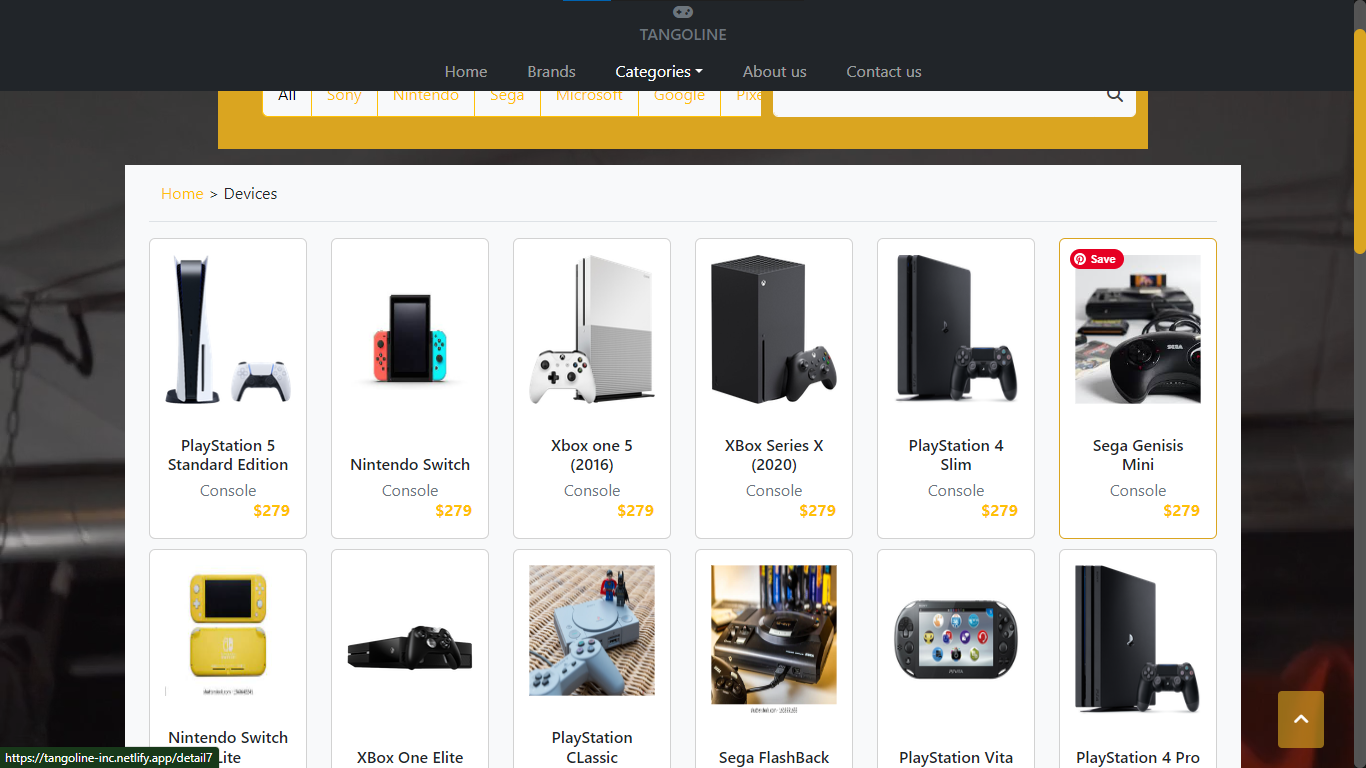 TANGOLINE
Home Brands Categories About us Contact us
All Sony Nintendo Sega Microsoft Google
Home > Devices
Save
SEGA
PlayStation 5
Standard Edition
Console
$279
Nintendo Switch
Console
$279
Xbox one 5
(2016)
Console
$279
XBox Series X
(2020)
Console
$279
PlayStation 4
Slim
Console
$279
Sega Genisis
Mini
Console
$279
Nintendo Switch
Lite
XBox One Elite
PlayStation
CLassic
Sega FlashBack
PlayStation Vita
PlayStation 4 Pro
https://tangoline-inc.netlify.app/detail7